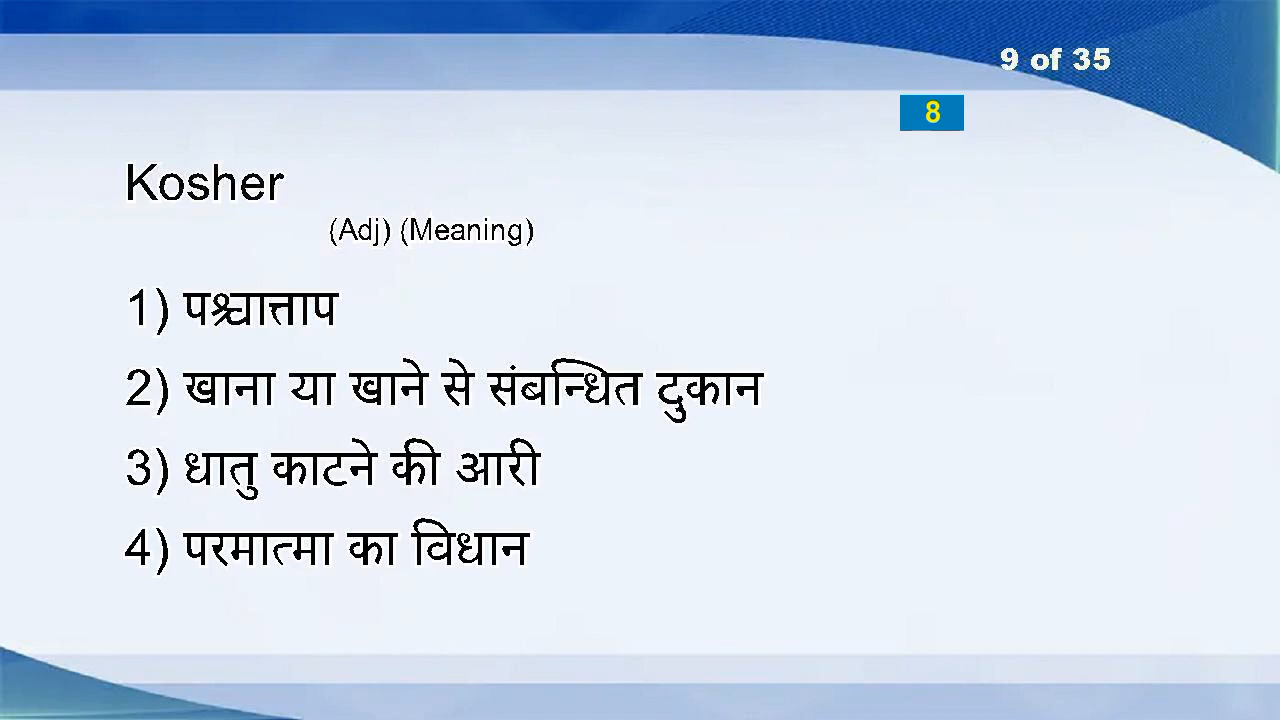 9 of 35
8
Kosher
(Adj) (Meaning)
1) पश्चात्ताप
2) खाना या खाने से संबन्धित दुकान
3) धातु काटने की आरी
4) परमात्मा का विधान